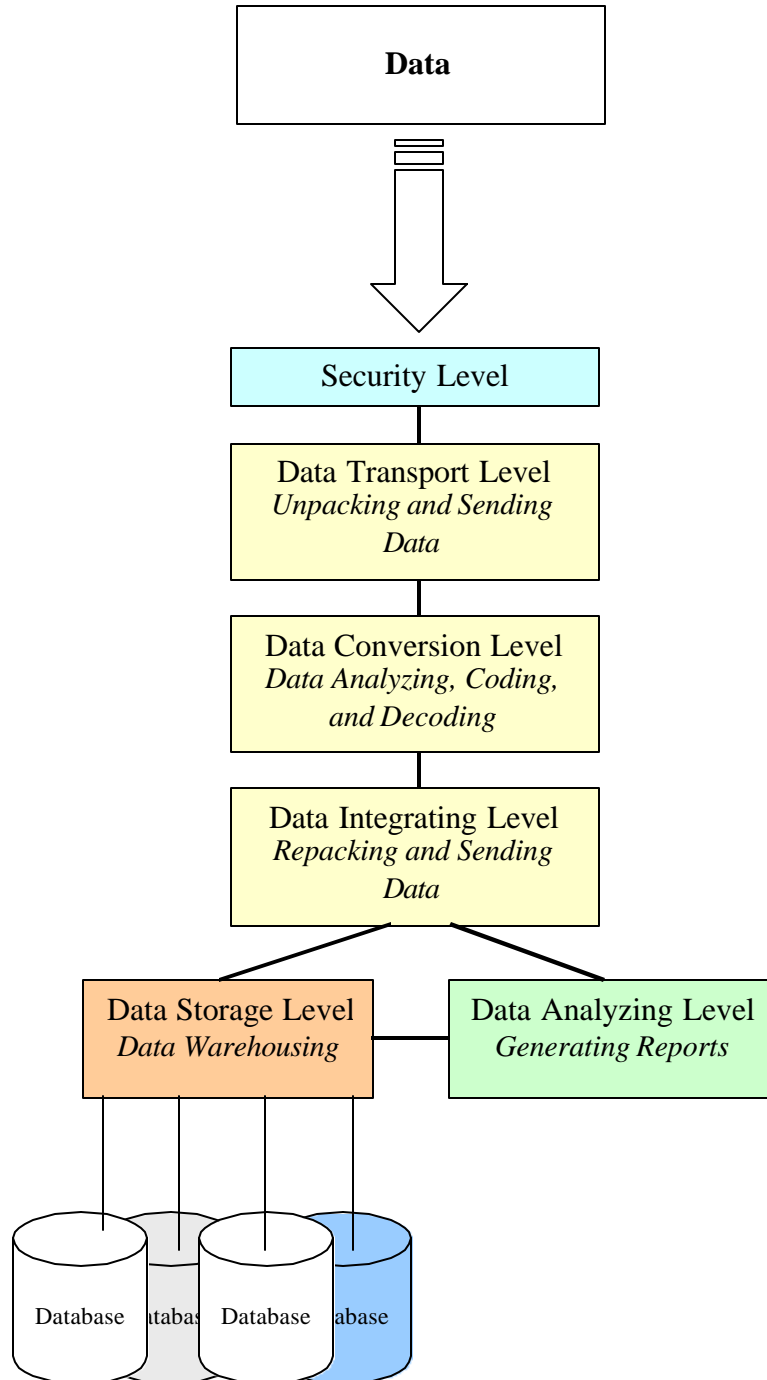 Data
Security Level
Data Transport Level
Unpacking and Sending
Data
Data Conversion Level
Data Analyzing, Coding,
and Decoding
Data Integrating Level
Repacking and Sending
Data
Data Storage Level
Data Warehousing
Data Analyzing Level
Generating Reports
Database
Database